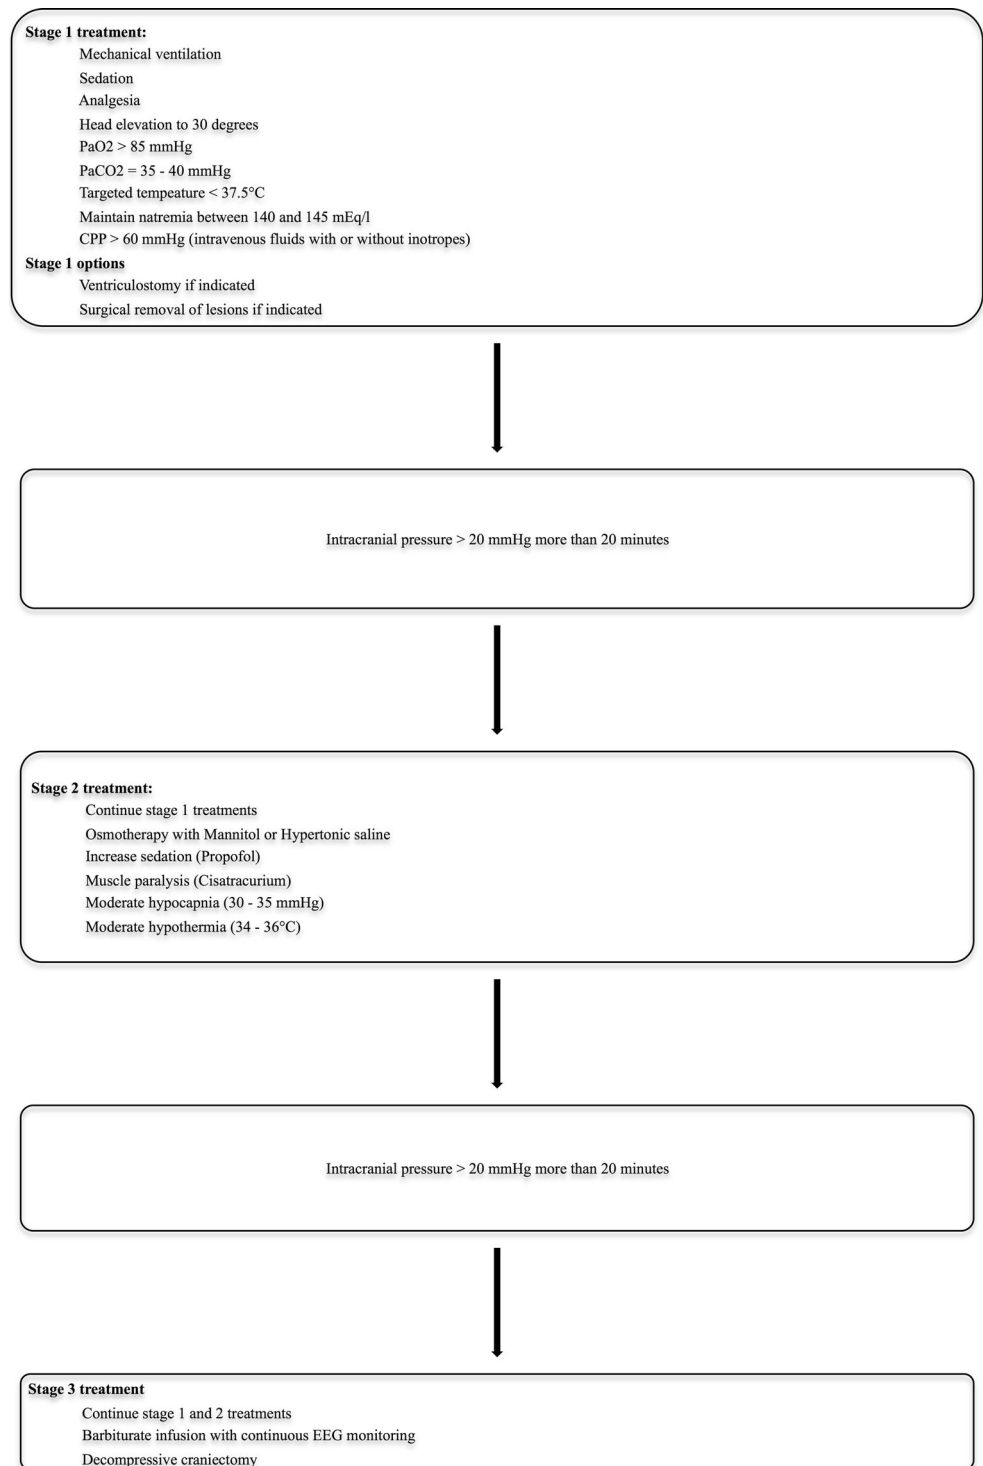 Stage 1 treatment:
Mechanical ventilation
Sedation
Analgesia
Head elevation to 30 degrees
PaO2 > 85 mmHg
PaCO2 = 35 - 40 mmHg
Targeted tempeature < 37.5°C
Maintain natremia between 140 and 145 mEq/l
CPP > 60 mmHg (intravenous fluids with or without inotropes)
Stage 1 options
Ventriculostomy if indicated
Surgical removal of lesions if indicated
Intracranial pressure > 20 mmHg more than 20 minutes
Stage 2 treatment:
Continue stage 1 treatments
Osmotherapy with Mannitol or Hypertonic saline
Increase sedation (Propofol)
Muscle paralysis (Cisatracurium)
Moderate hypocapnia (30 - 35 mmHg)
Moderate hypothermia (34 - 36°C)
Intracranial pressure > 20 mmHg more than 20 minutes
Stage 3 treatment
Continue stage 1 and 2 treatments
Barbiturate infusion with continuous EEG monitoring
Decompressive craniectomy